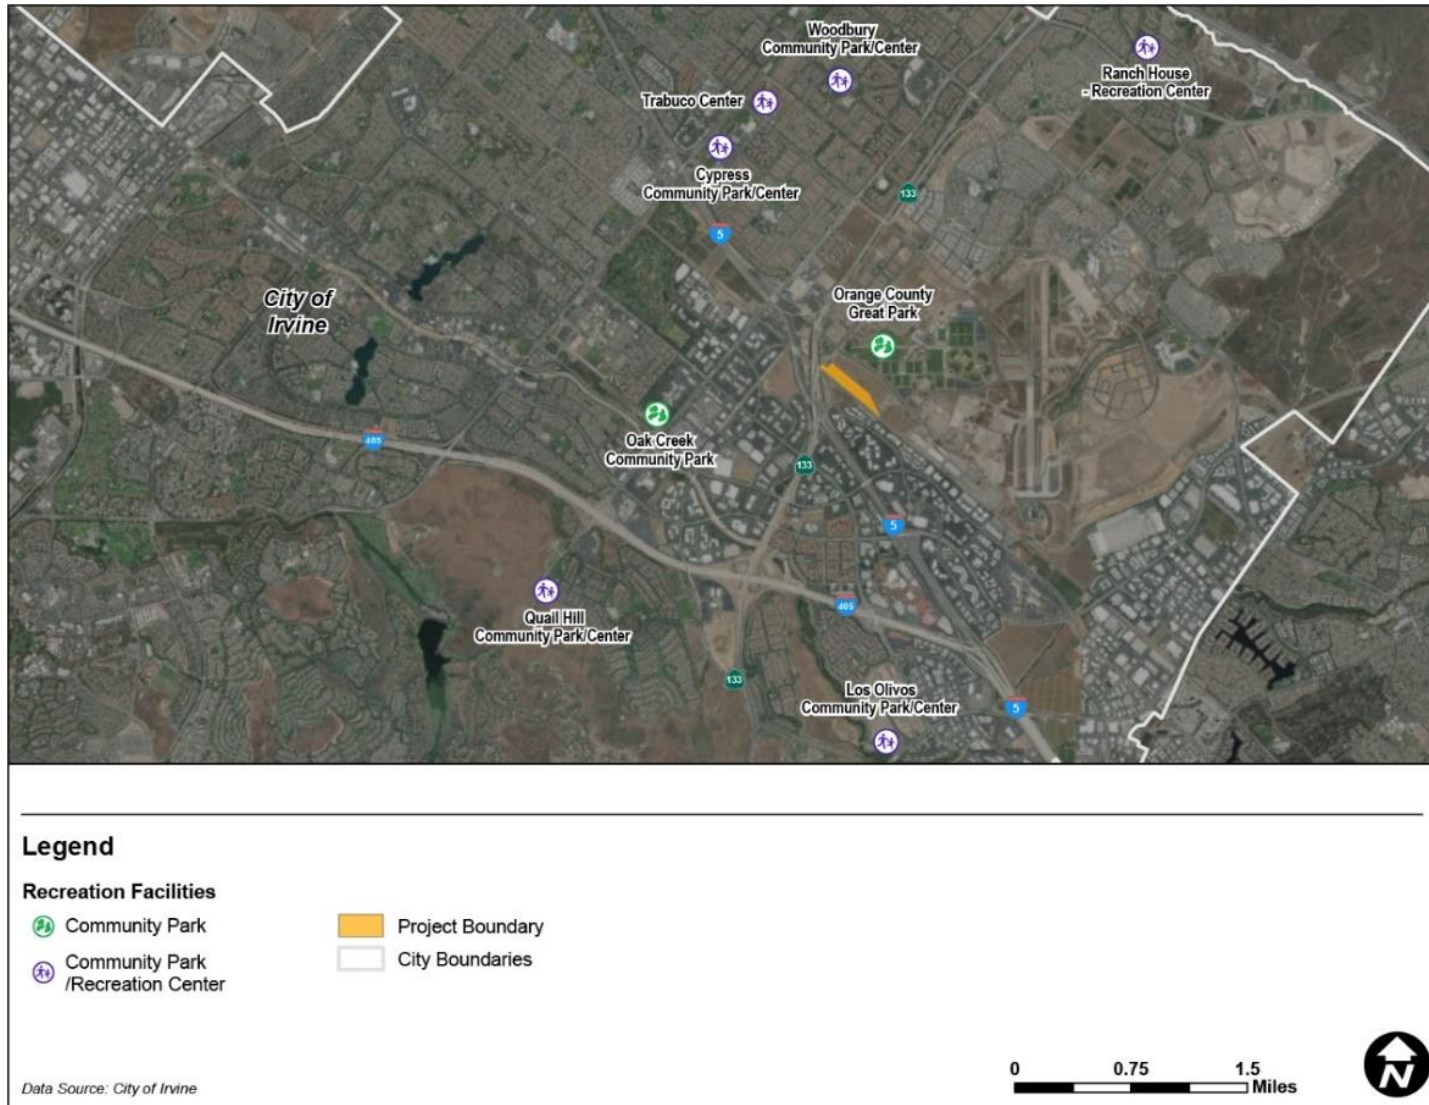 Woodbury
Community Park/Center
Ranch House
- Recreation Center
Trabuco Center
Cypress
Community Park/Center
133
5
City of
Irvine
Orange County
Great Park
Oak Creek
Community Park
405
133
5
Quail Hill
Community Park/Center
405
133
Los Olivos
Community Park/Center
5
Legend
Recreation Facilities
Community Park
Community Park
/Recreation Center
Project Boundary
City Boundaries
Data Source: City of Irvine
0 0.75 1.5
Miles
N